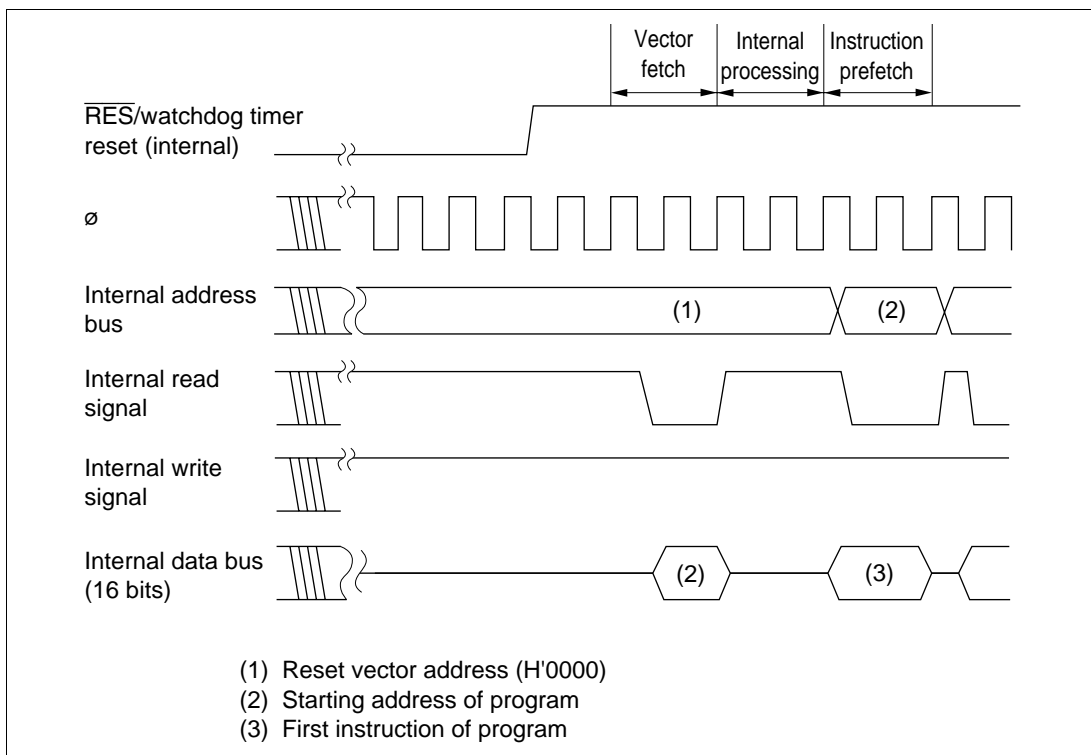 Vector fetch
Internal processing
Instruction prefetch
RES/watchdog timer
reset (internal)
ø
Internal address
bus
(1)
(2)
Internal read
signal
Internal write
signal
Internal data bus
(16 bits)
(2)
(3)
(1) Reset vector address (H'0000)
(2) Starting address of program
(3) First instruction of program